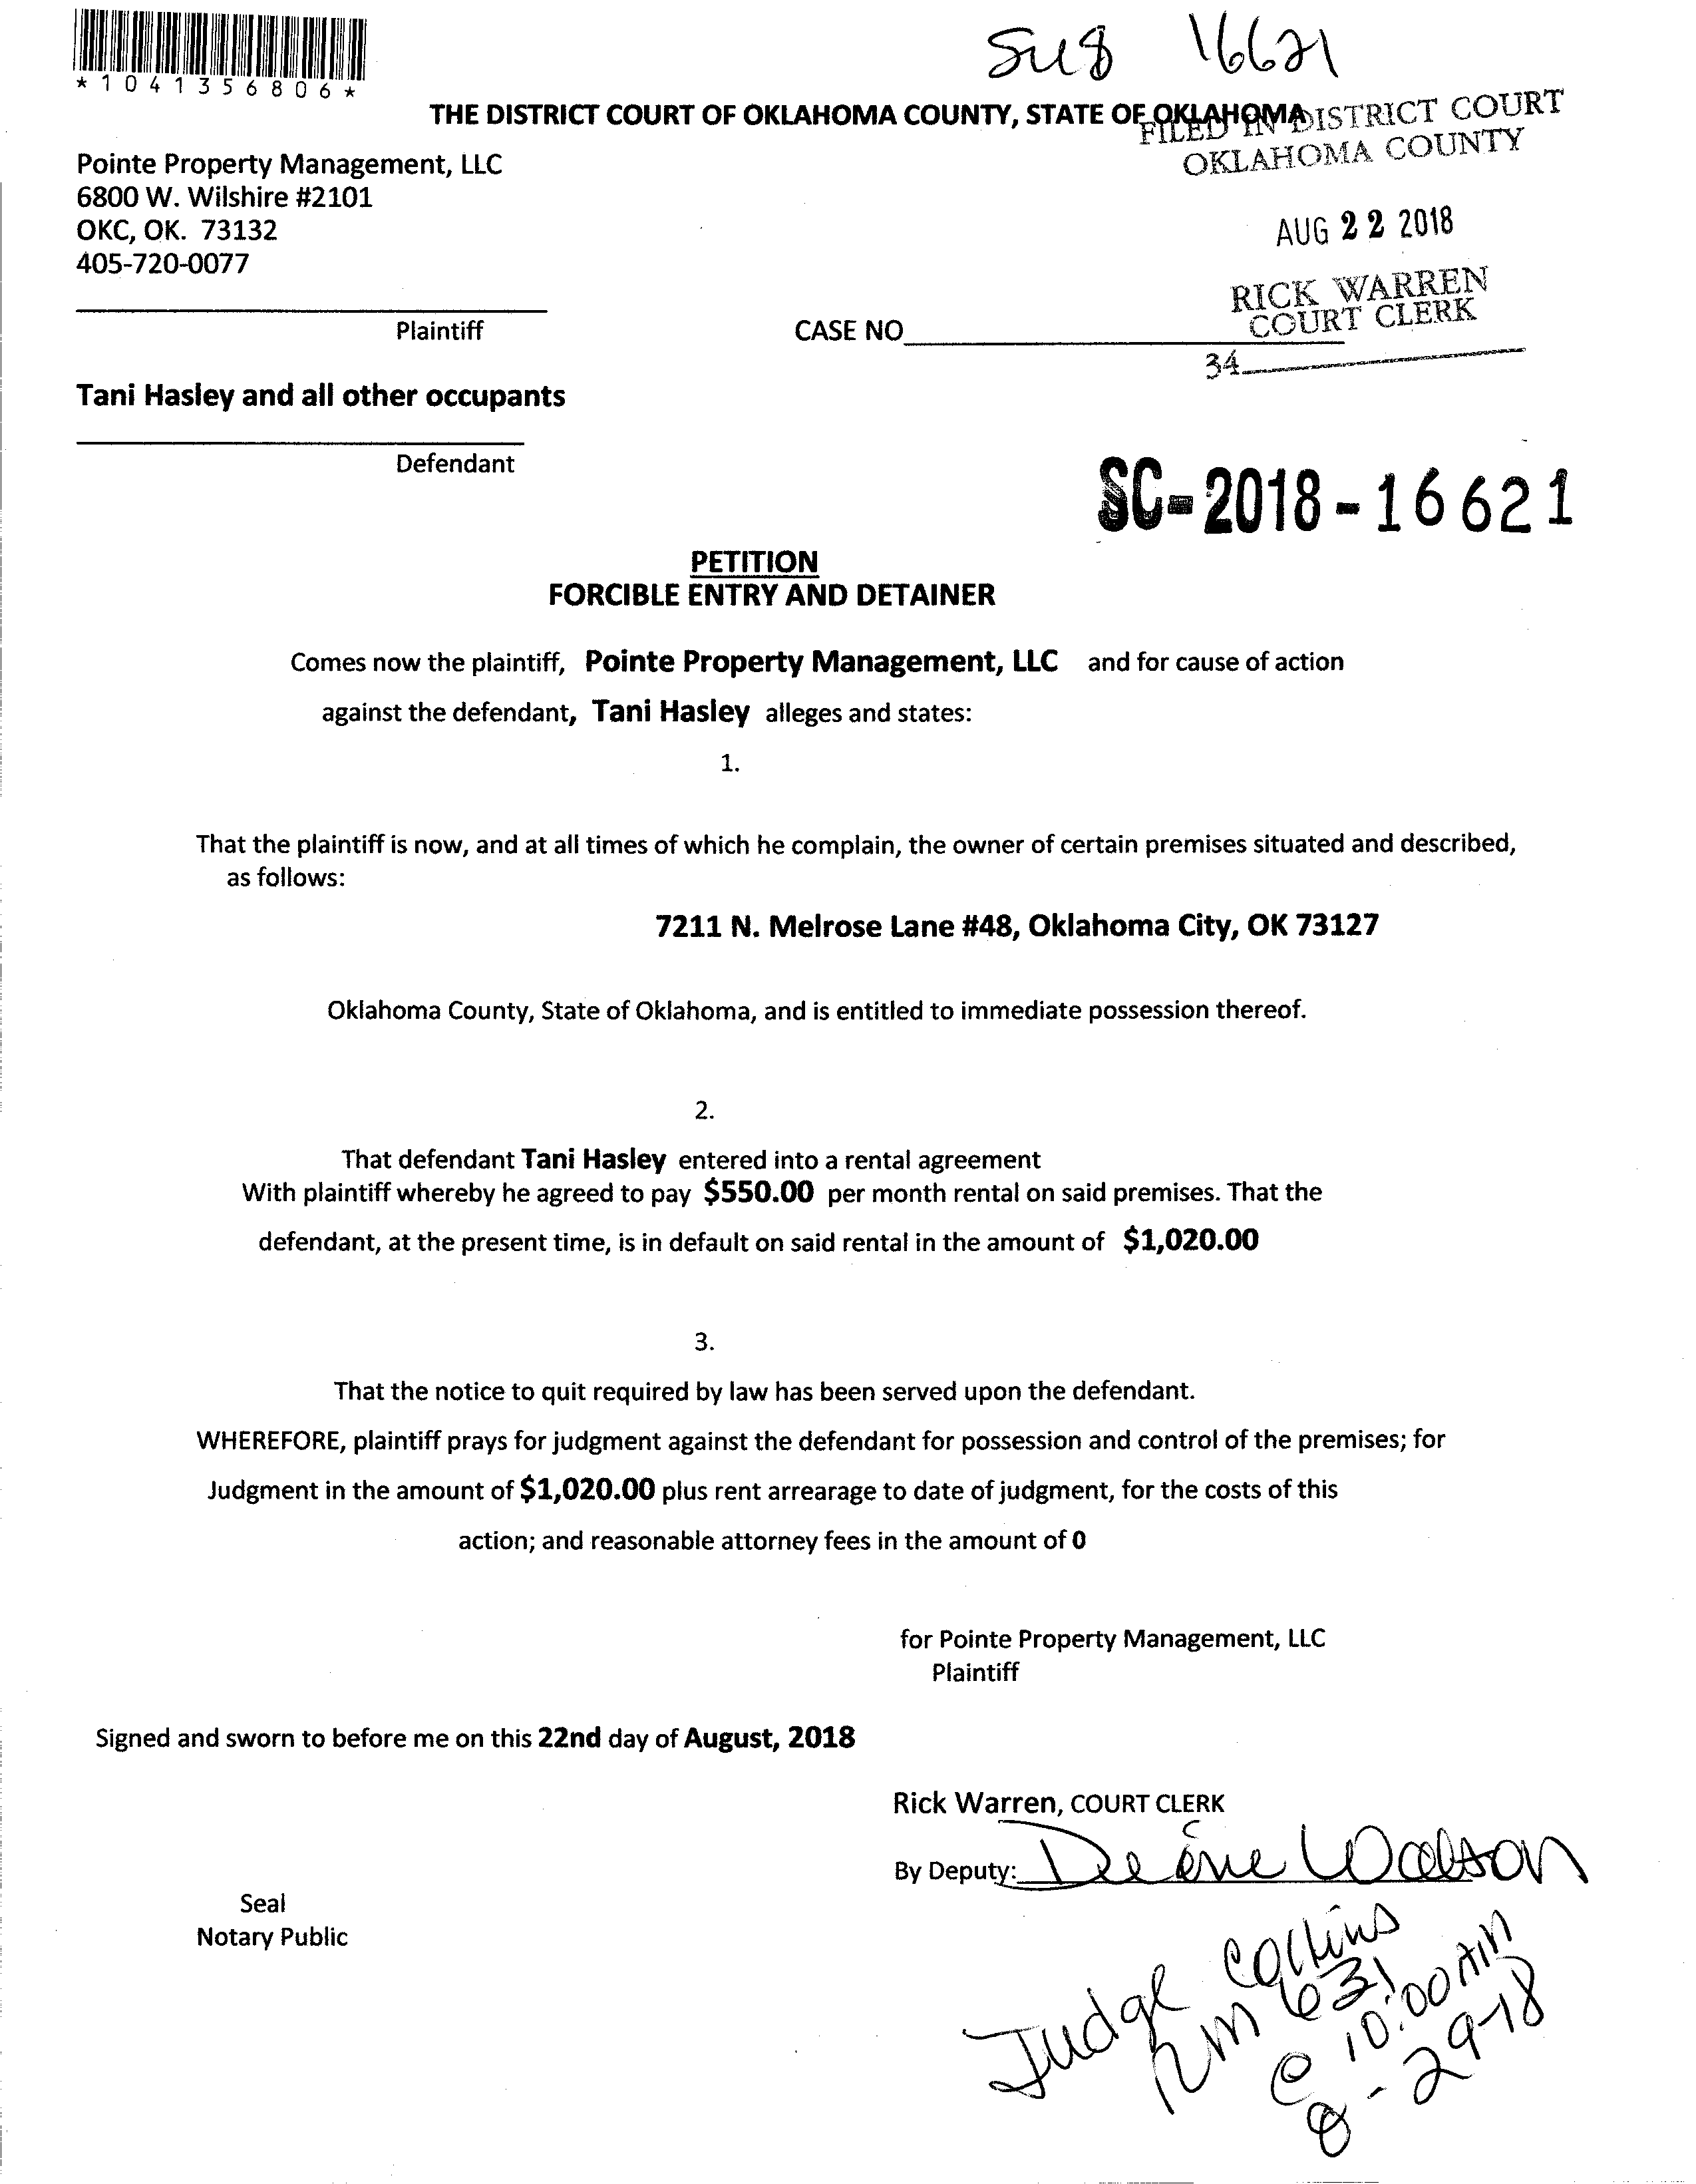 *1041356806*
Su8 16621
THE DISTRICT COURT OF OKLAHOMA COUNTY, STATE OF OKLAHOMA
FILED IN DISTRICT COURT
OKLAHOMA COUNTY
Pointe Property Management, LLC
6800 W. Wilshire #2101
OKC, OK. 73132
405-720-0077
AUG 22 2018
RICK WARREN
COURT CLERK
Plaintiff
CASE NO
34
Tani Hasley and all other occupants
Defendant
SC-2018-16621
PETITION
FORCIBLE ENTRY AND DETAINER
Comes now the plaintiff, Pointe Property Management, LLC and for cause of action
against the defendant, Tani Hasley alleges and states:
1.
That the plaintiff is now, and at all times of which he complain, the owner of certain premises situated and described,
as follows:
7211 N. Melrose Lane #48, Oklahoma City, OK 73127
Oklahoma County, State of Oklahoma, and is entitled to immediate possession thereof.
2.
That defendant Tani Hasley entered into a rental agreement
With plaintiff whereby he agreed to pay $550.00 per month rental on said premises. That the
defendant, at the present time, is in default on said rental in the amount of $1,020.00
3.
That the notice to quit required by law has been served upon the defendant.
WHEREFORE, plaintiff prays for judgment against the defendant for possession and control of the premises; for
Judgment in the amount of $1,020.00 plus rent arrearage to date of judgment, for the costs of this
action; and reasonable attorney fees in the amount of 0
for Pointe Property Management, LLC
Plaintiff
Signed and sworn to before me on this 22nd day of August, 2018
Rick Warren, COURT CLERK
By Deputy: Watson
Seal
Notary Public
Judge Collins
Rm 631
@ 10:00 AM
8-29-18